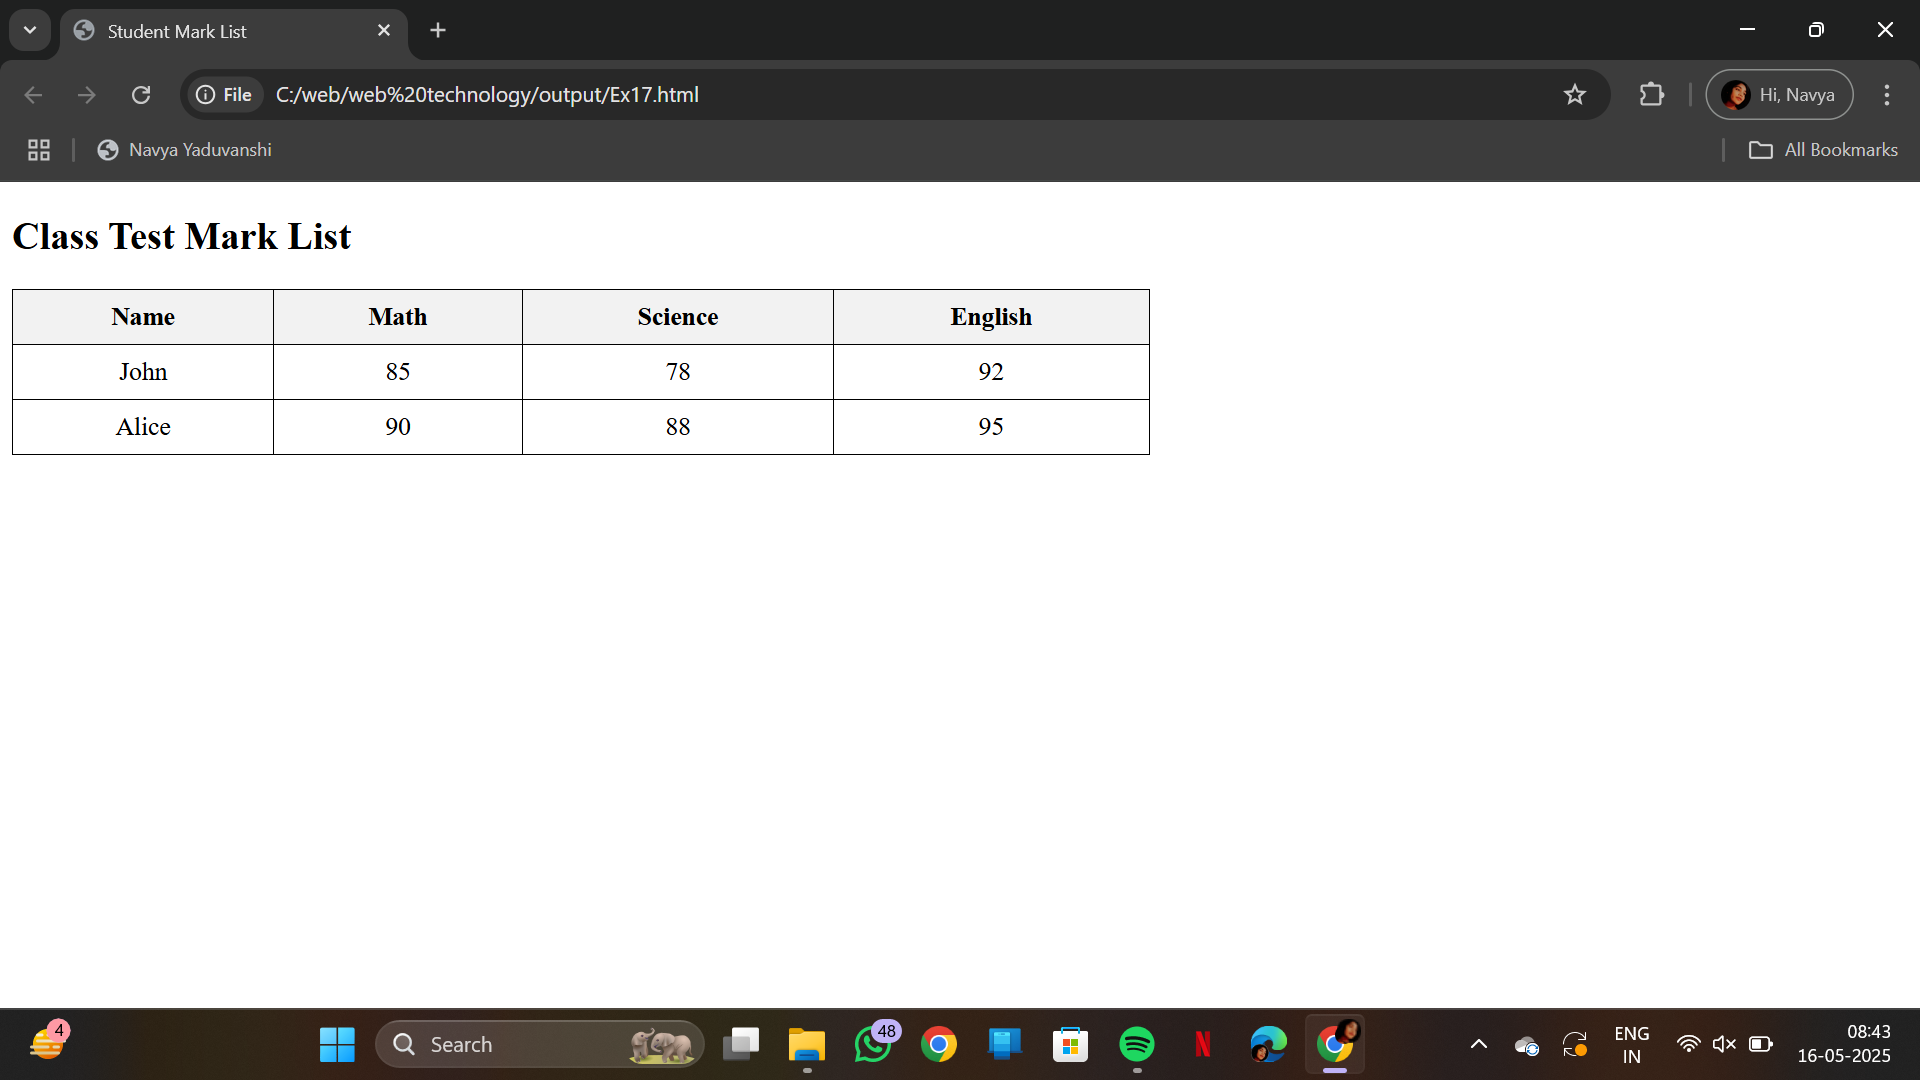 Student Mark List
File C:/web/web%20technology/output/Ex17.html Hi, Navya
Navya Yaduvanshi All Bookmarks
Class Test Mark List
Name Math Science English
John 85 78 92
Alice 90 88 95
4 Search 48 N ENG 08:43
IN 16-05-2025